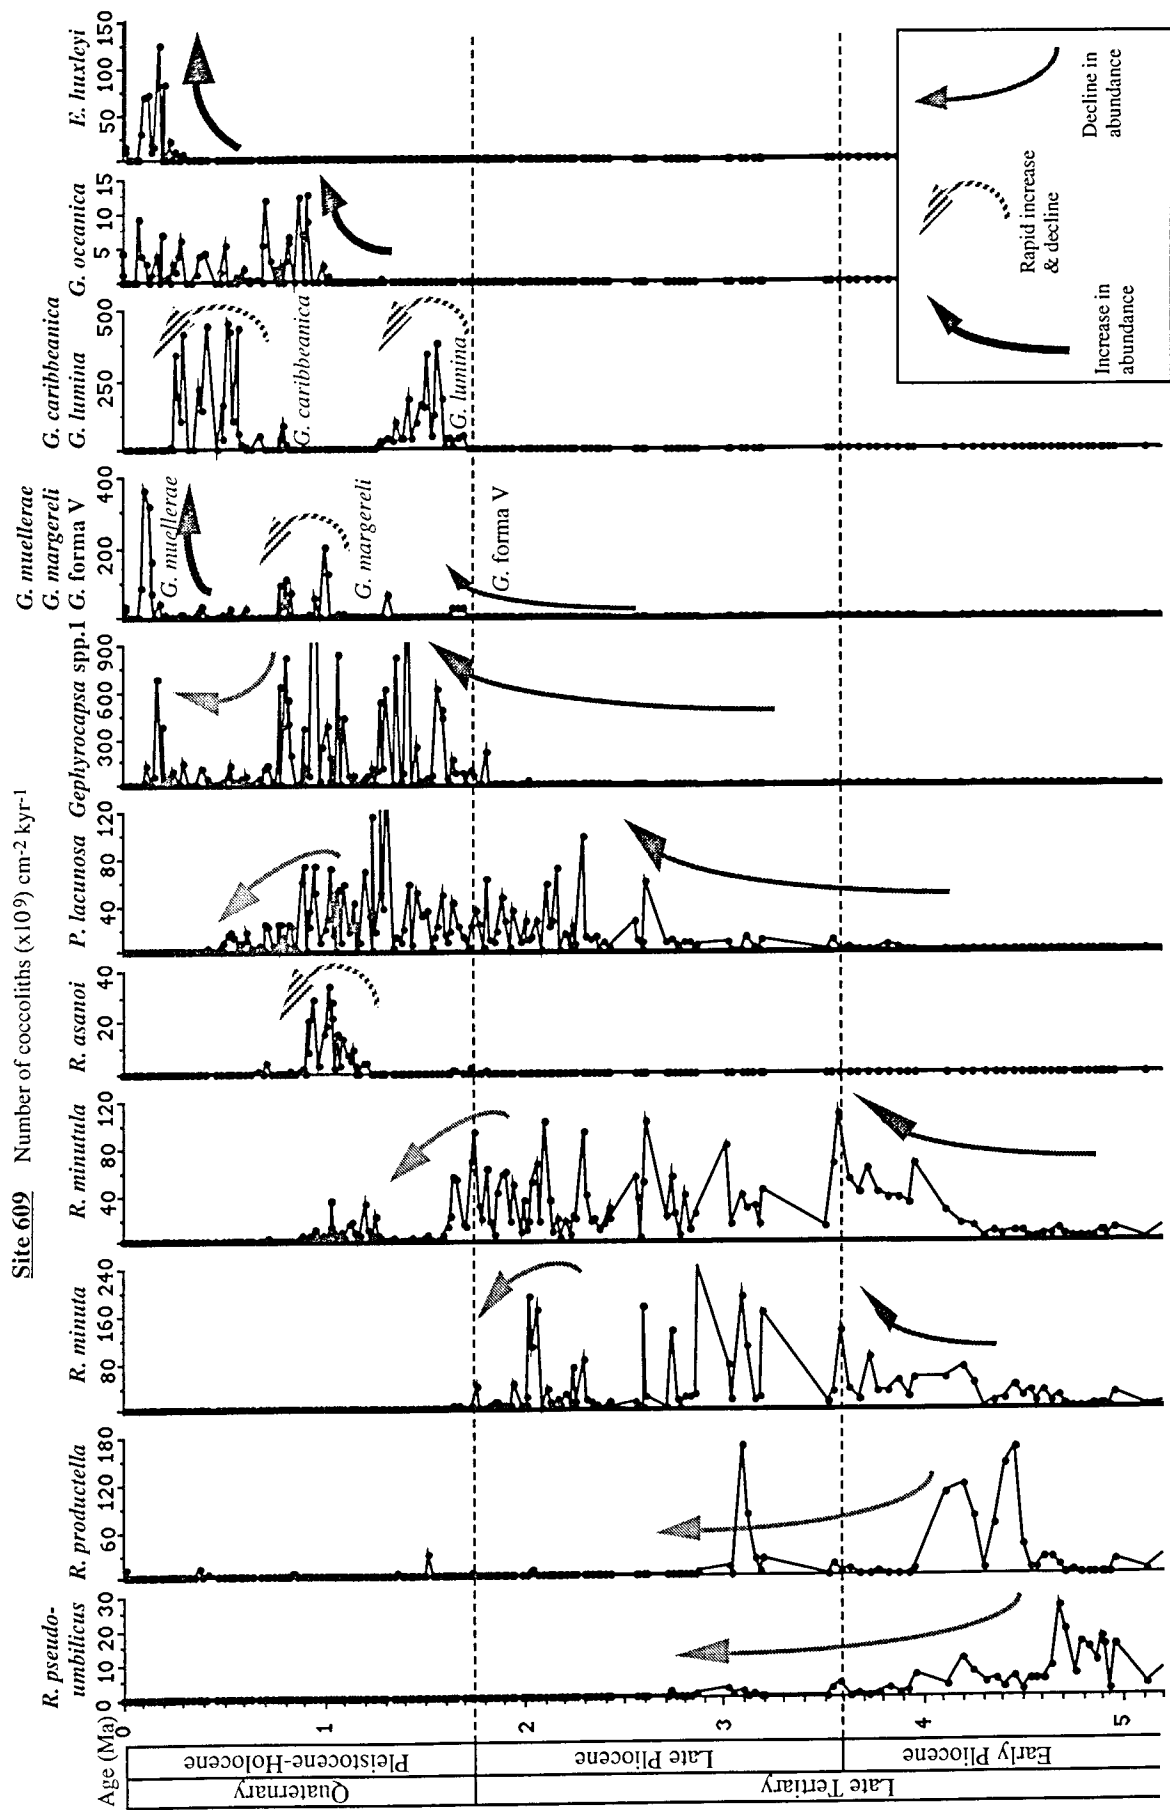 Site 609 Number of coccoliths (x10⁹) cm⁻² kyr⁻¹
R. pseudo-
umbilicus
0 10 20 30
R. productella
60 120 180
R. minuta
80 160 240
R. minutula
40 80 120
R. asanoi
20 40
P. lacunosa
40 80 120
Gephyrocapsa spp.1
300 600 900
G. muellerae
G. margereli
G. forma V
200 400
G. caribbeanica
G. lumina
250 500
G. oceanica
5 10 15
E. huxleyi
50 100 150
G. muellerae
G. margereli
G. forma V
G. caribbeanica
G. lumina
Age (Ma)
0
1
2
3
4
5
Pleistocene-Holocene
Late Pliocene
Early Pliocene
Quaternary
Late Tertiary
Increase in
abundance
Rapid increase
& decline
Decline in
abundance